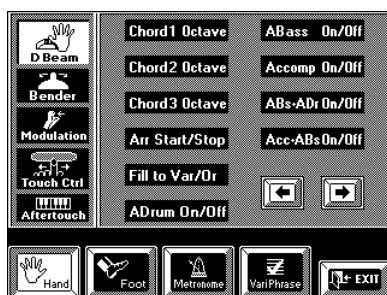 D Beam
Bender
Modulation
Touch Ctrl
Aftertouch
Chord1 Octave
Chord2 Octave
Chord3 Octave
Arr Start/Stop
Fill to Var/Or
ADrum On/Off
ABass On/Off
Accomp On/Off
ABs•ADr On/Off
Acc•ABs On/Off
Hand
Foot
Metronome
VariPhrase
EXIT